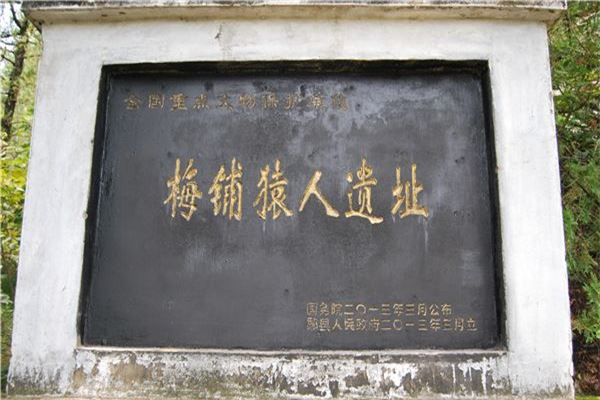 全国重点文物保护单位
梅铺猿人遗址
国务院二〇一三年三月公布
郧县人民政府二〇一三年三月立